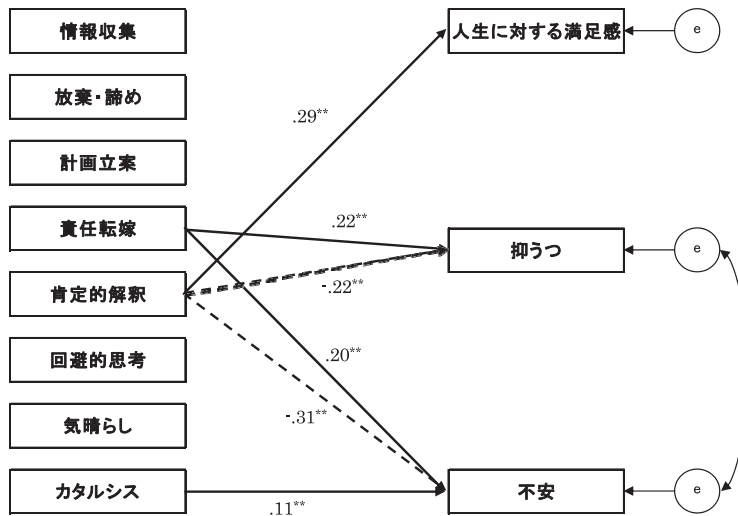 情報収集
人生に対する満足感
e
放棄・諦め
.29**
計画立案
責任転嫁
.22**
抑うつ
e
肯定的解釈
-.22**
回避的思考
.20**
気晴らし
-.31**
カタルシス
.11**
不安
e